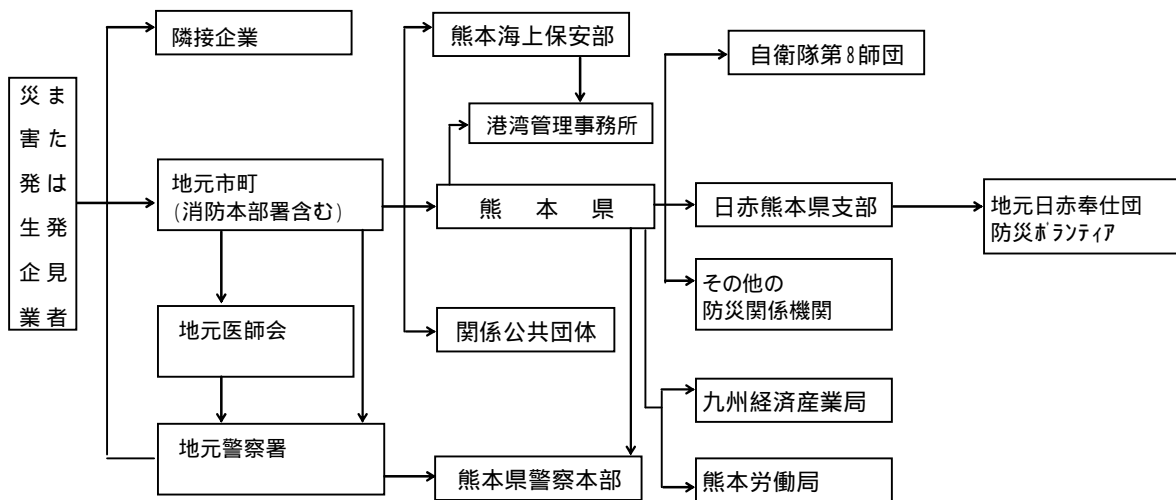 災害発生企業
または発見者
隣接企業
地元市町
(消防本部署含む)
地元医師会
地元警察署
熊本海上保安部
港湾管理事務所
熊本県
関係公共団体
熊本県警察本部
自衛隊第8師団
日赤熊本県支部
その他の
防災関係機関
九州経済産業局
熊本労働局
地元日赤奉仕団
防災ﾎﾞﾗﾝﾃｨｱ